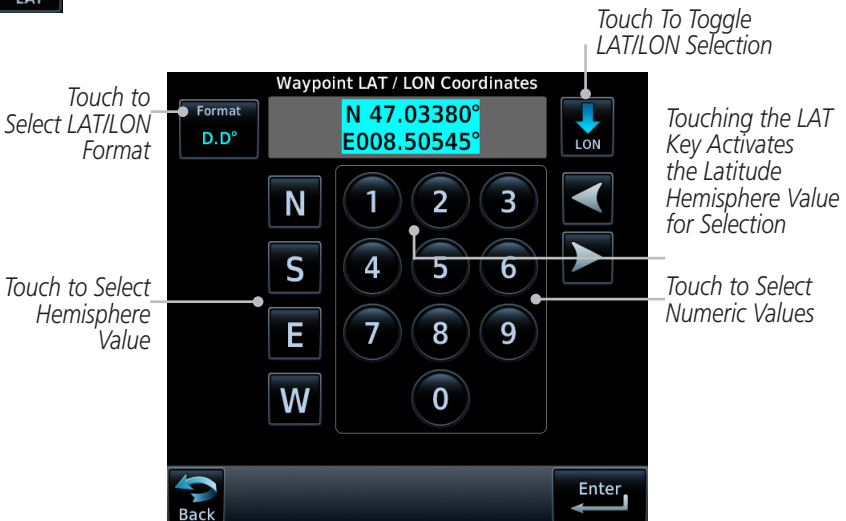 LAT
Touch To Toggle
LAT/LON Selection
Waypoint LAT / LON Coordinates
Touch to
Select LAT/LON
Format
Format
D.D°
N 47.03380°
E008.50545°
LON
Touching the LAT
Key Activates
the Latitude
Hemisphere Value
for Selection
N
1
2
3
S
4
5
6
Touch to Select
Hemisphere
Value
Touch to Select
Numeric Values
E
7
8
9
W
0
Back
Enter